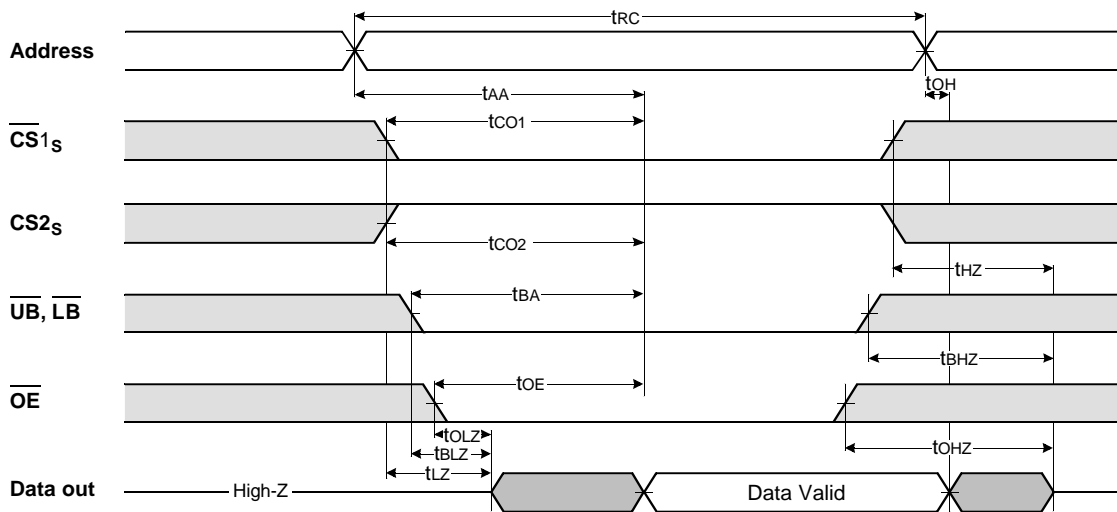 tRC
Address
tOH
tAA
tCO1
CS1S
CS2S
tCO2
tHZ
tBA
UB, LB
tBHZ
tOE
OE
tOLZ
tBLZ
tOHZ
tLZ
Data out
High-Z
Data Valid